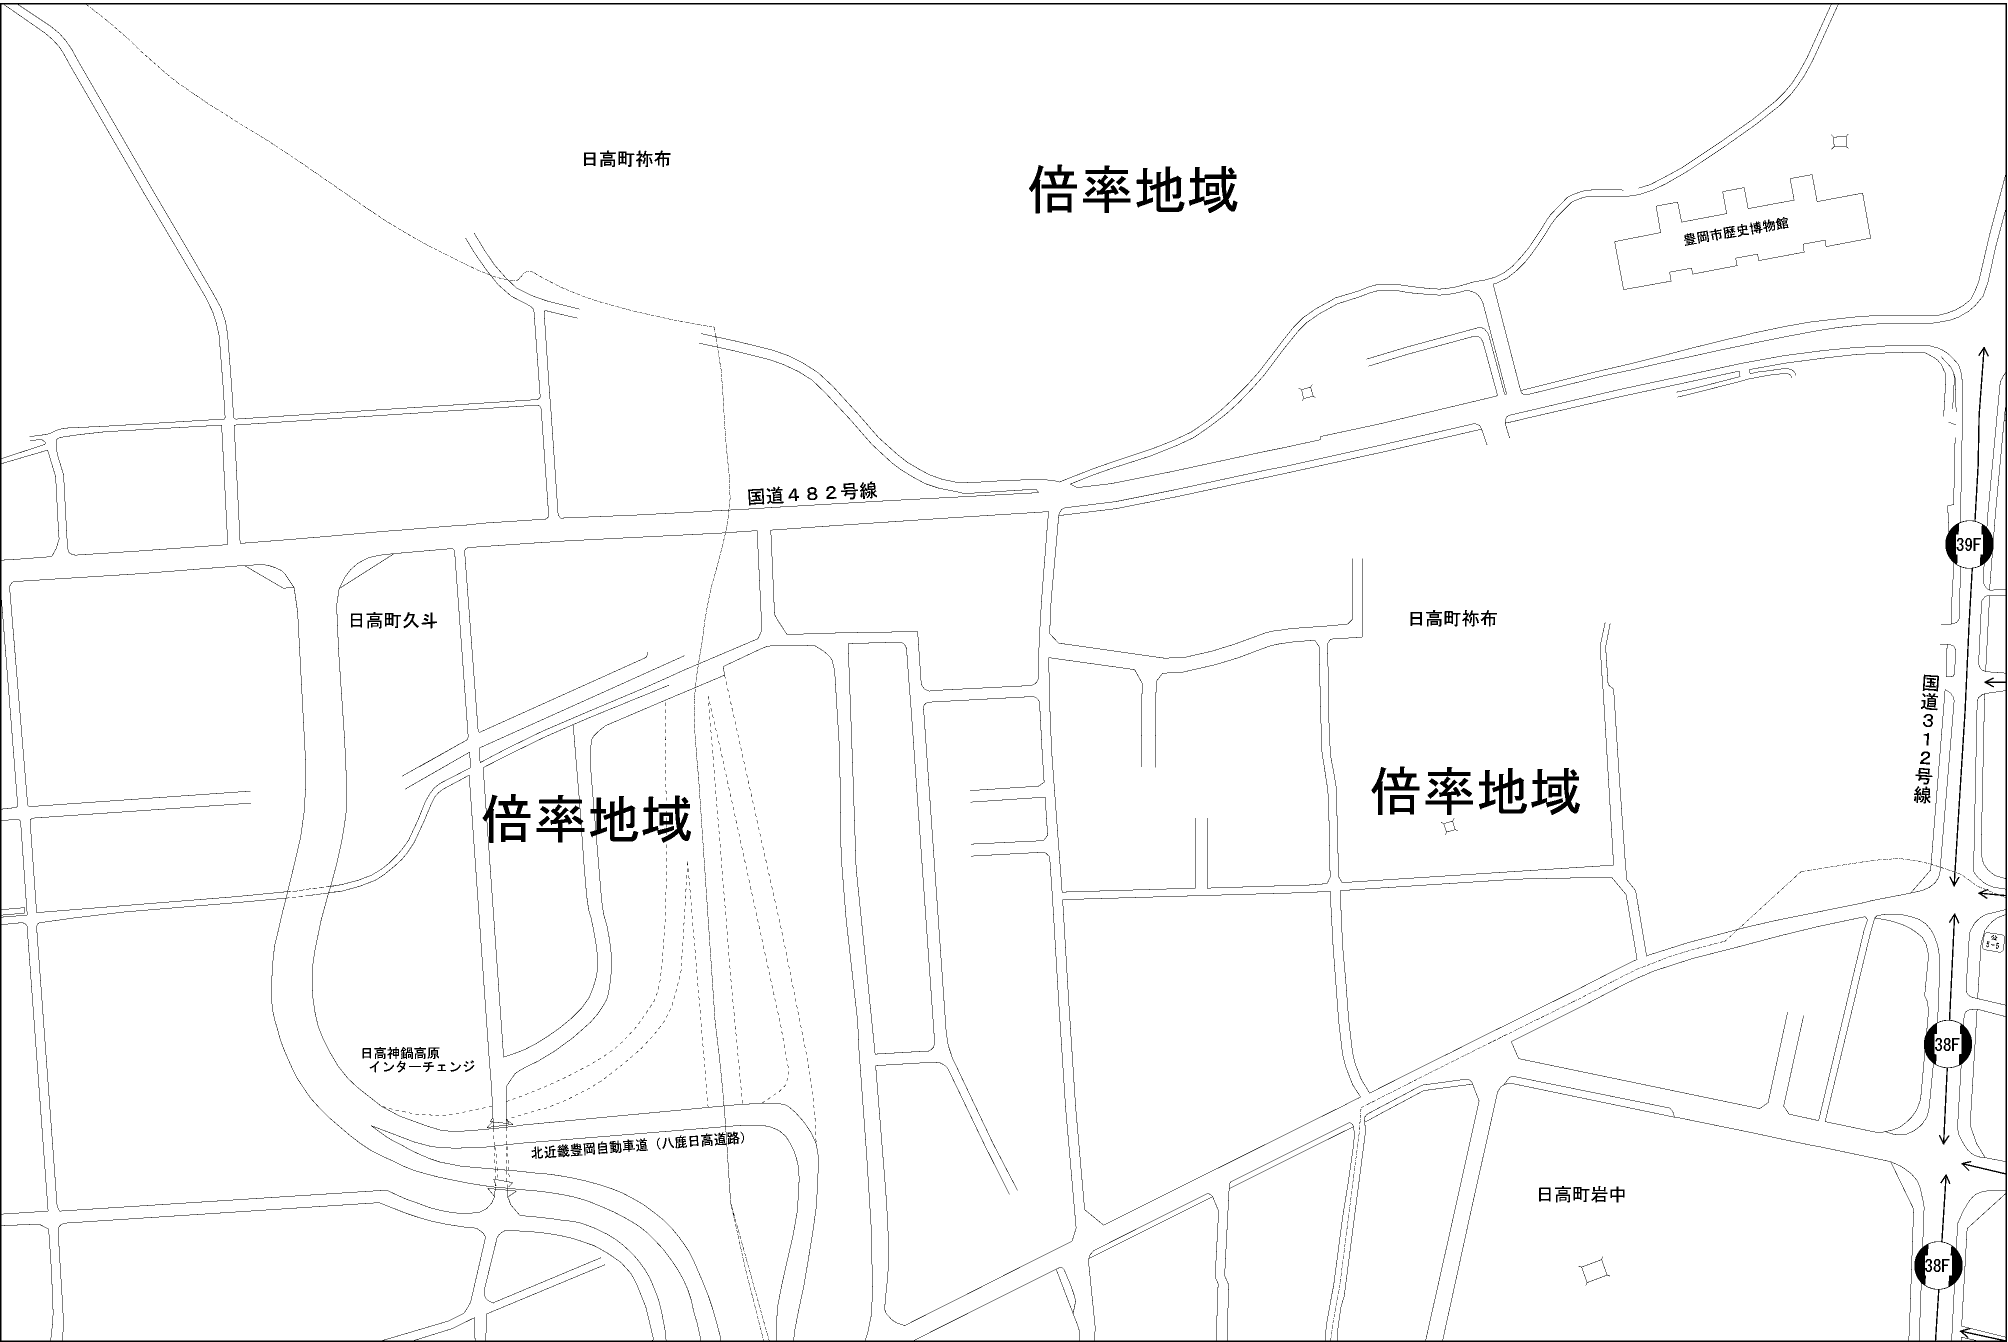 日高町祢布
倍率地域
豊岡市歴史博物館
国道４８２号線
39F
日高町久斗
日高町祢布
国道３１２号線
倍率地域
倍率地域
公
5-5
38F
日高神鍋高原
インターチェンジ
北近畿豊岡自動車道（八鹿日高道路）
日高町岩中
38F